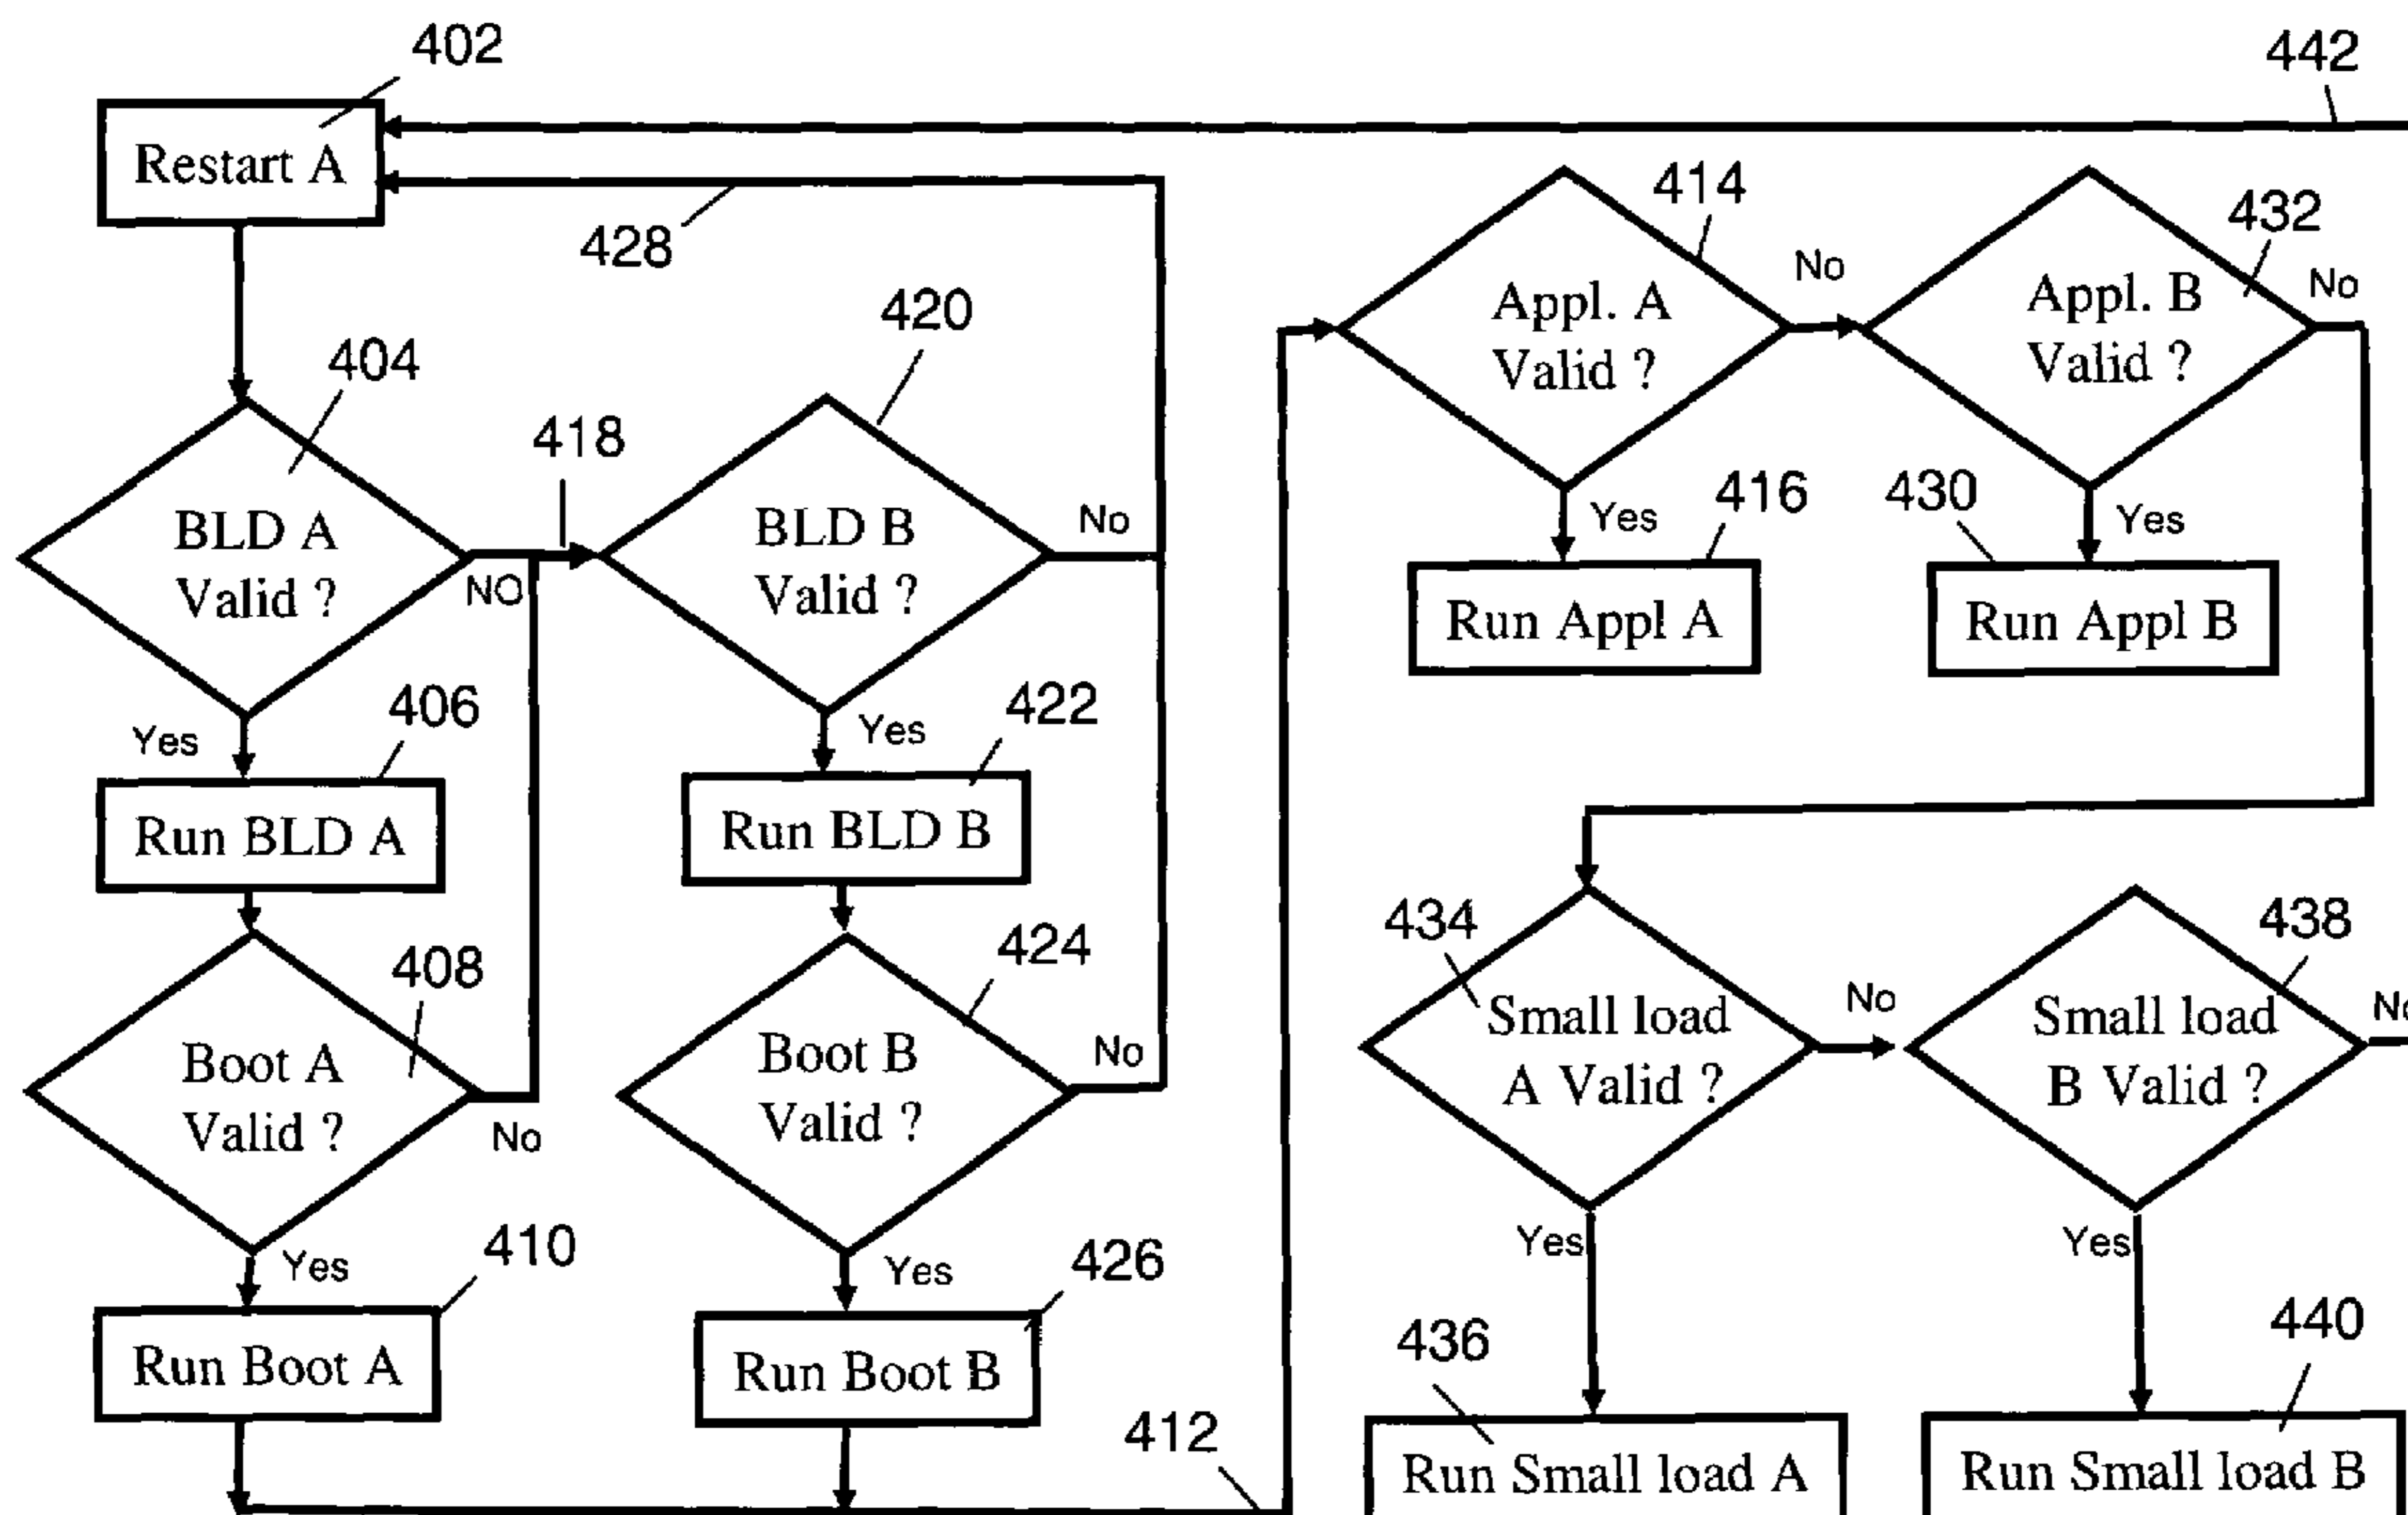 402
442
Restart A
428
414
432
No
No
Appl. A
Valid ?
Appl. B
Valid ?
420
404
418
BLD A
Valid ?
NO
BLD B
Valid ?
No
Yes
416
430
Yes
Run Appl A
Run Appl B
Yes
406
Yes
422
Run BLD A
Run BLD B
408
424
434
438
Boot A
Valid ?
No
Boot B
Valid ?
No
Small load
A Valid ?
No
Small load
B Valid ?
No
Yes
410
Yes
426
Yes
Yes
Run Boot A
Run Boot B
412
436
440
Run Small load A
Run Small load B